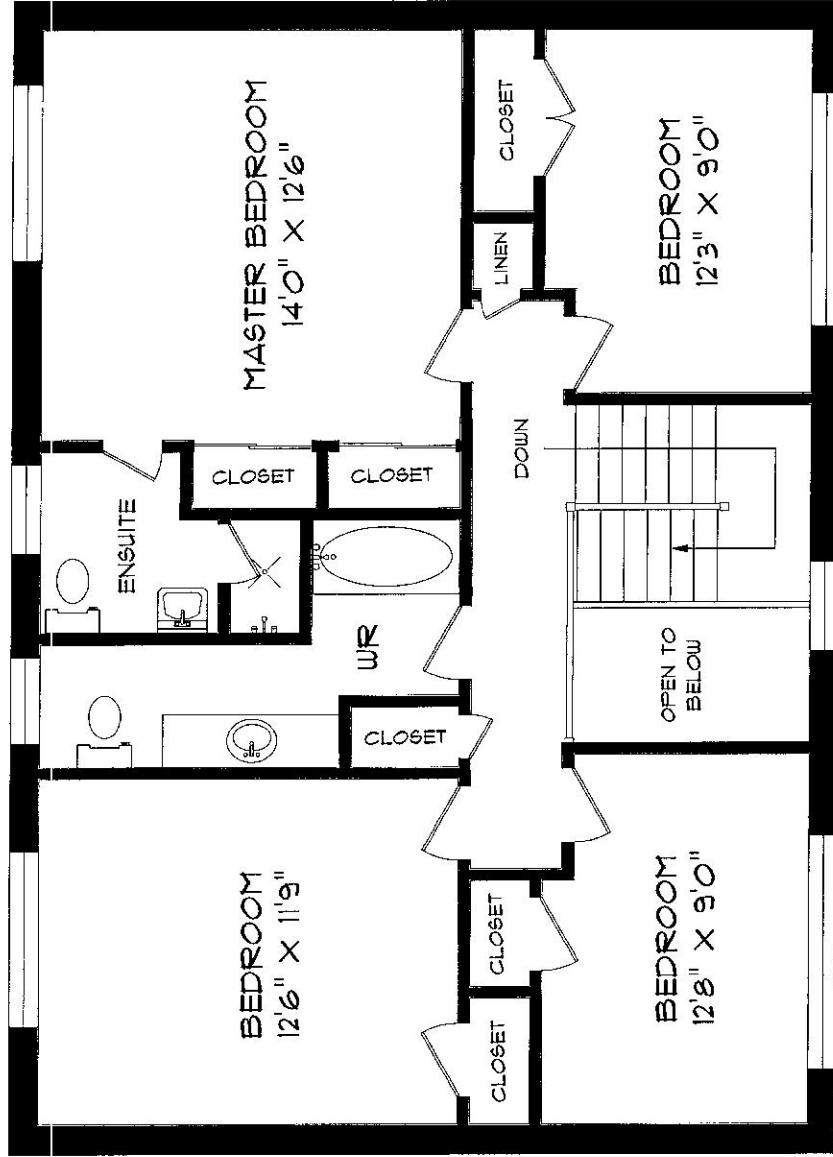 MASTER BEDROOM
14'0" X 12'6"
CLOSET
BEDROOM
12'3" X 9'0"
LINEN
ENSUITE
CLOSET
CLOSET
DOWN
WR
CLOSET
OPEN TO
BELOW
BEDROOM
12'6" X 11'9"
CLOSET
CLOSET
BEDROOM
12'8" X 9'0"